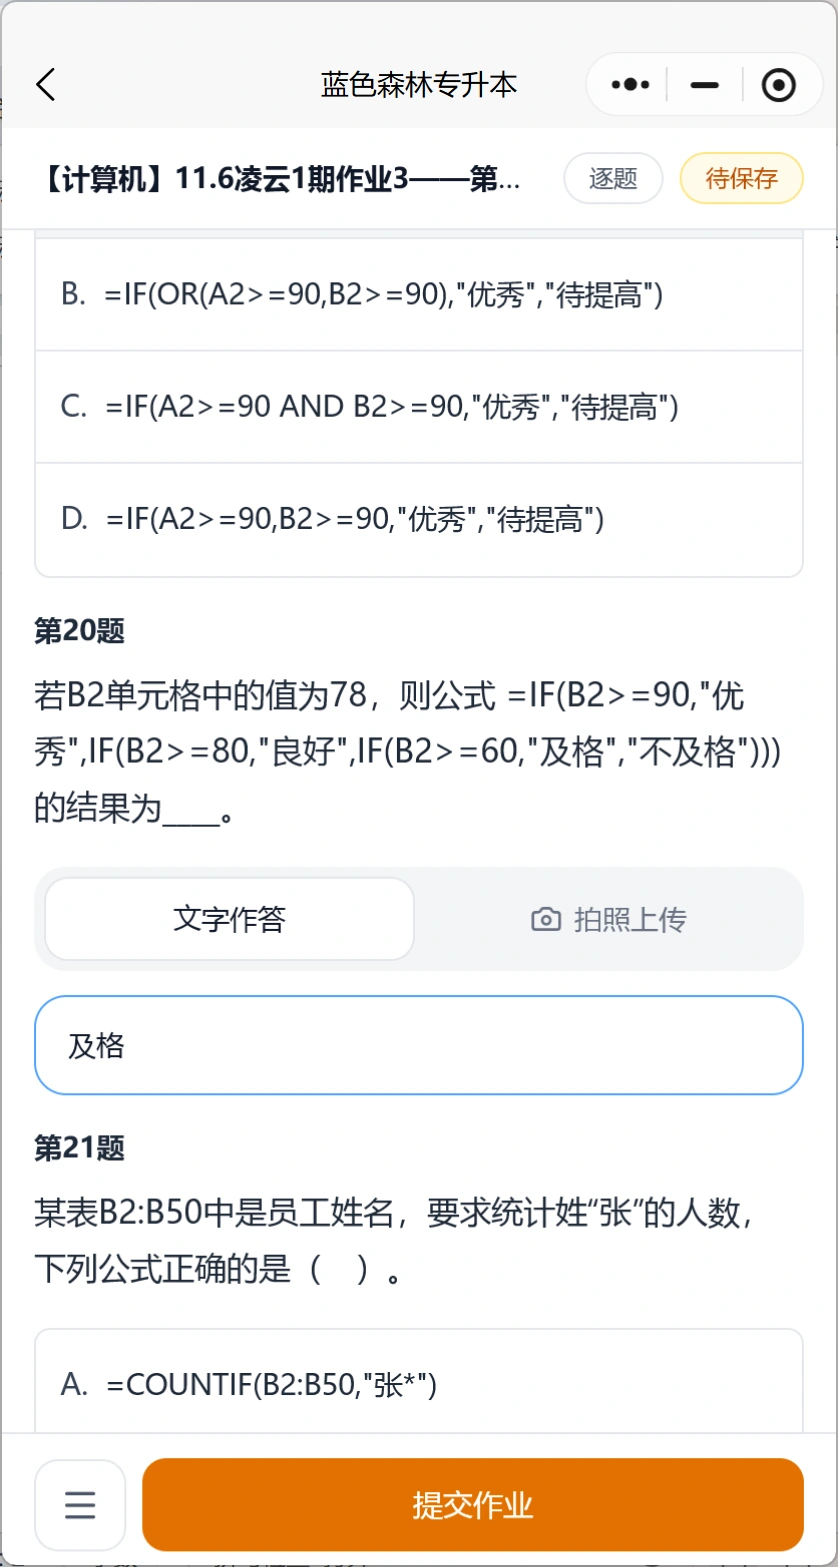 蓝色森林专升本
【计算机】11.6凌云1期作业3——第...
逐题
待保存
B. =IF(OR(A2>=90,B2>=90),"优秀","待提高")
C. =IF(A2>=90 AND B2>=90,"优秀","待提高")
D. =IF(A2>=90,B2>=90,"优秀","待提高")
第20题
若B2单元格中的值为78，则公式 =IF(B2>=90,"优
秀",IF(B2>=80,"良好",IF(B2>=60,"及格","不及格")))
的结果为____。
文字作答
拍照上传
及格
第21题
某表B2:B50中是员工姓名，要求统计姓“张”的人数，
下列公式正确的是（ ）。
A. =COUNTIF(B2:B50,"张*")
提交作业